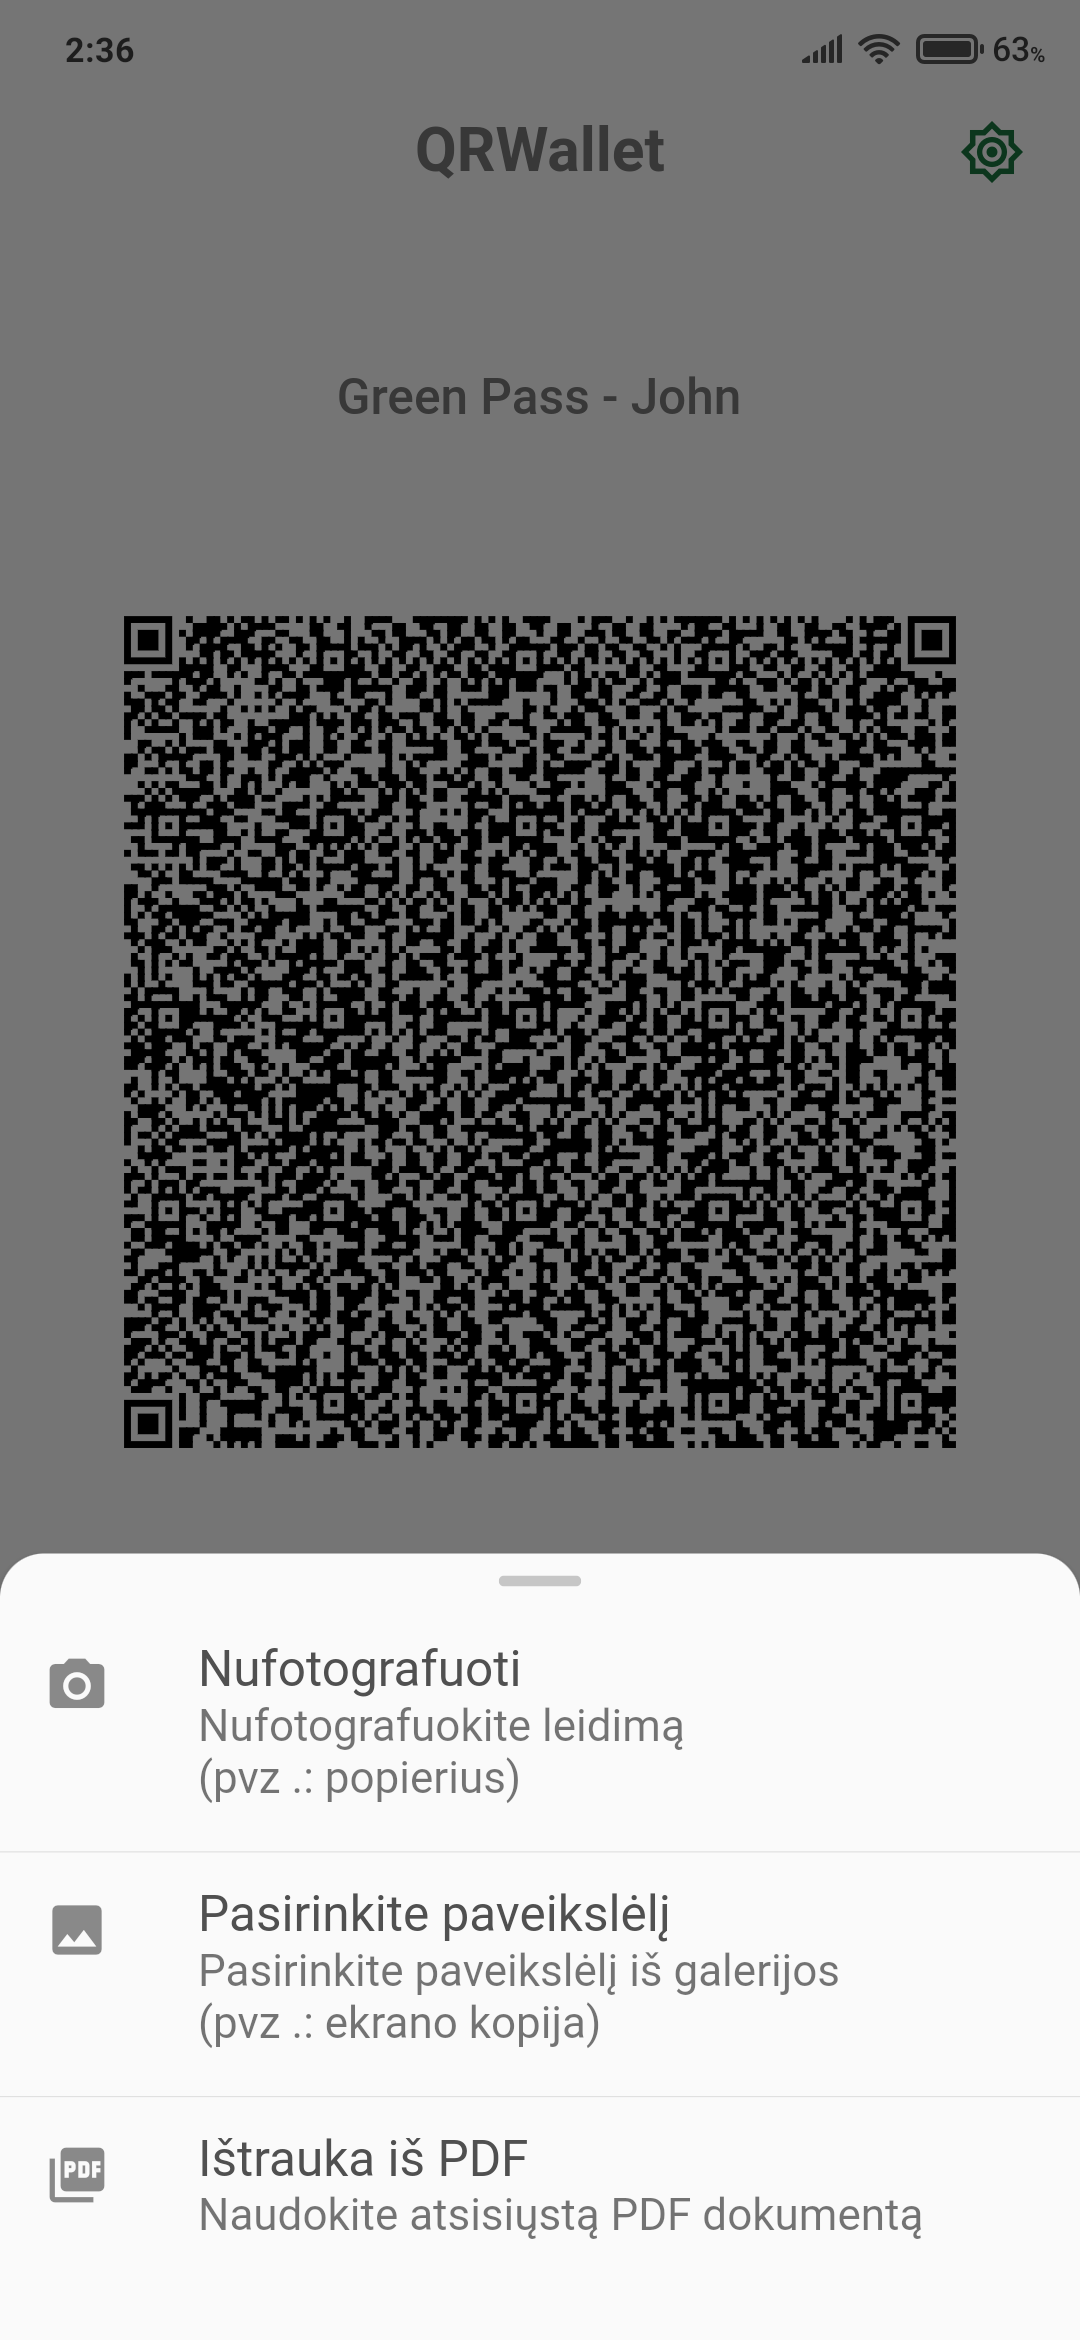 2:36
63%
QRWallet
Green Pass - John
Nufotografuoti
Nufotografuokite leidimą
(pvz .: popierius)
Pasirinkite paveikslėlį
Pasirinkite paveikslėlį iš galerijos
(pvz .: ekrano kopija)
PDF
Ištrauka iš PDF
Naudokite atsisiųstą PDF dokumentą